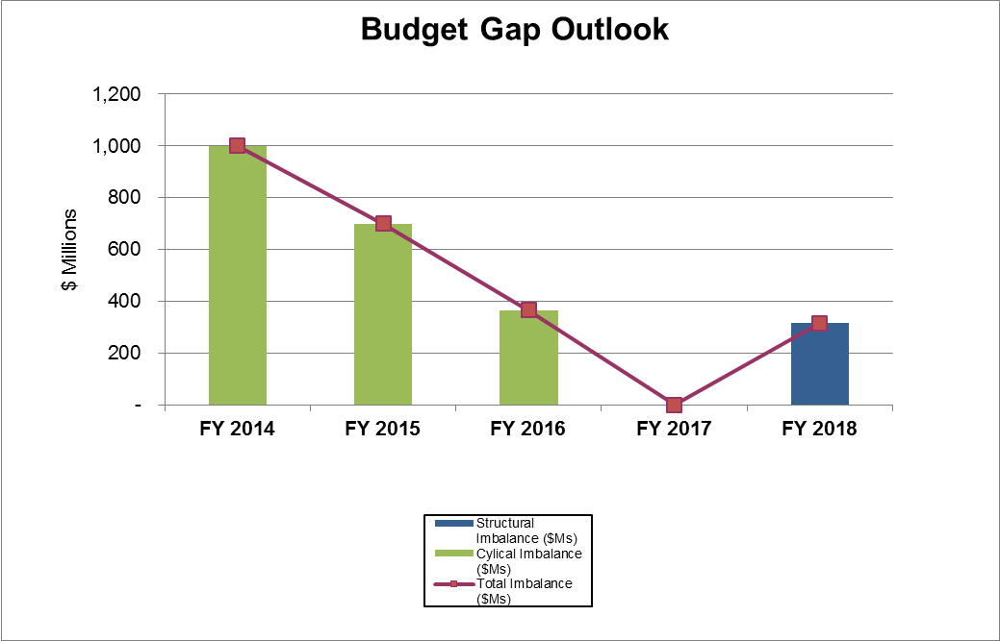 Budget Gap Outlook
1,200
1,000
800
600
400
200
-
$ Millions
FY 2014
FY 2015
FY 2016
FY 2017
FY 2018
Structural
Imbalance ($Ms)
Cylical Imbalance
($Ms)
Total Imbalance
($Ms)